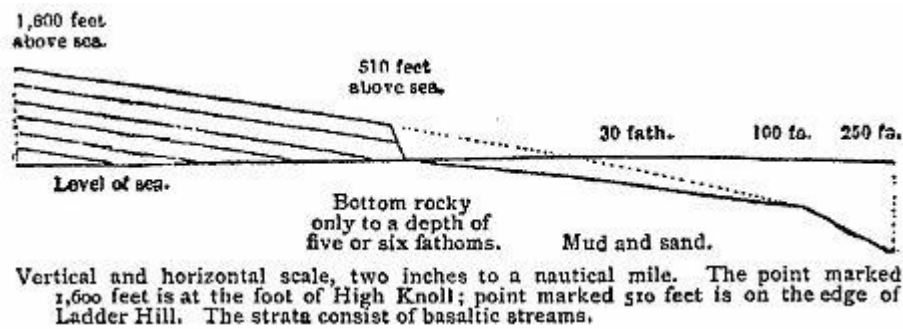 1,600 feet
above sea.
510 feet
above sea.
30 fath.
100 fa.
250 fa.
Level of sea.
Bottom rocky
only to a depth of
five or six fathoms.
Mud and sand.
Vertical and horizontal scale, two inches to a nautical mile. The point marked
1,600 feet is at the foot of High Knoll; point marked 510 feet is on the edge of
Ladder Hill. The strata consist of basaltic streams.